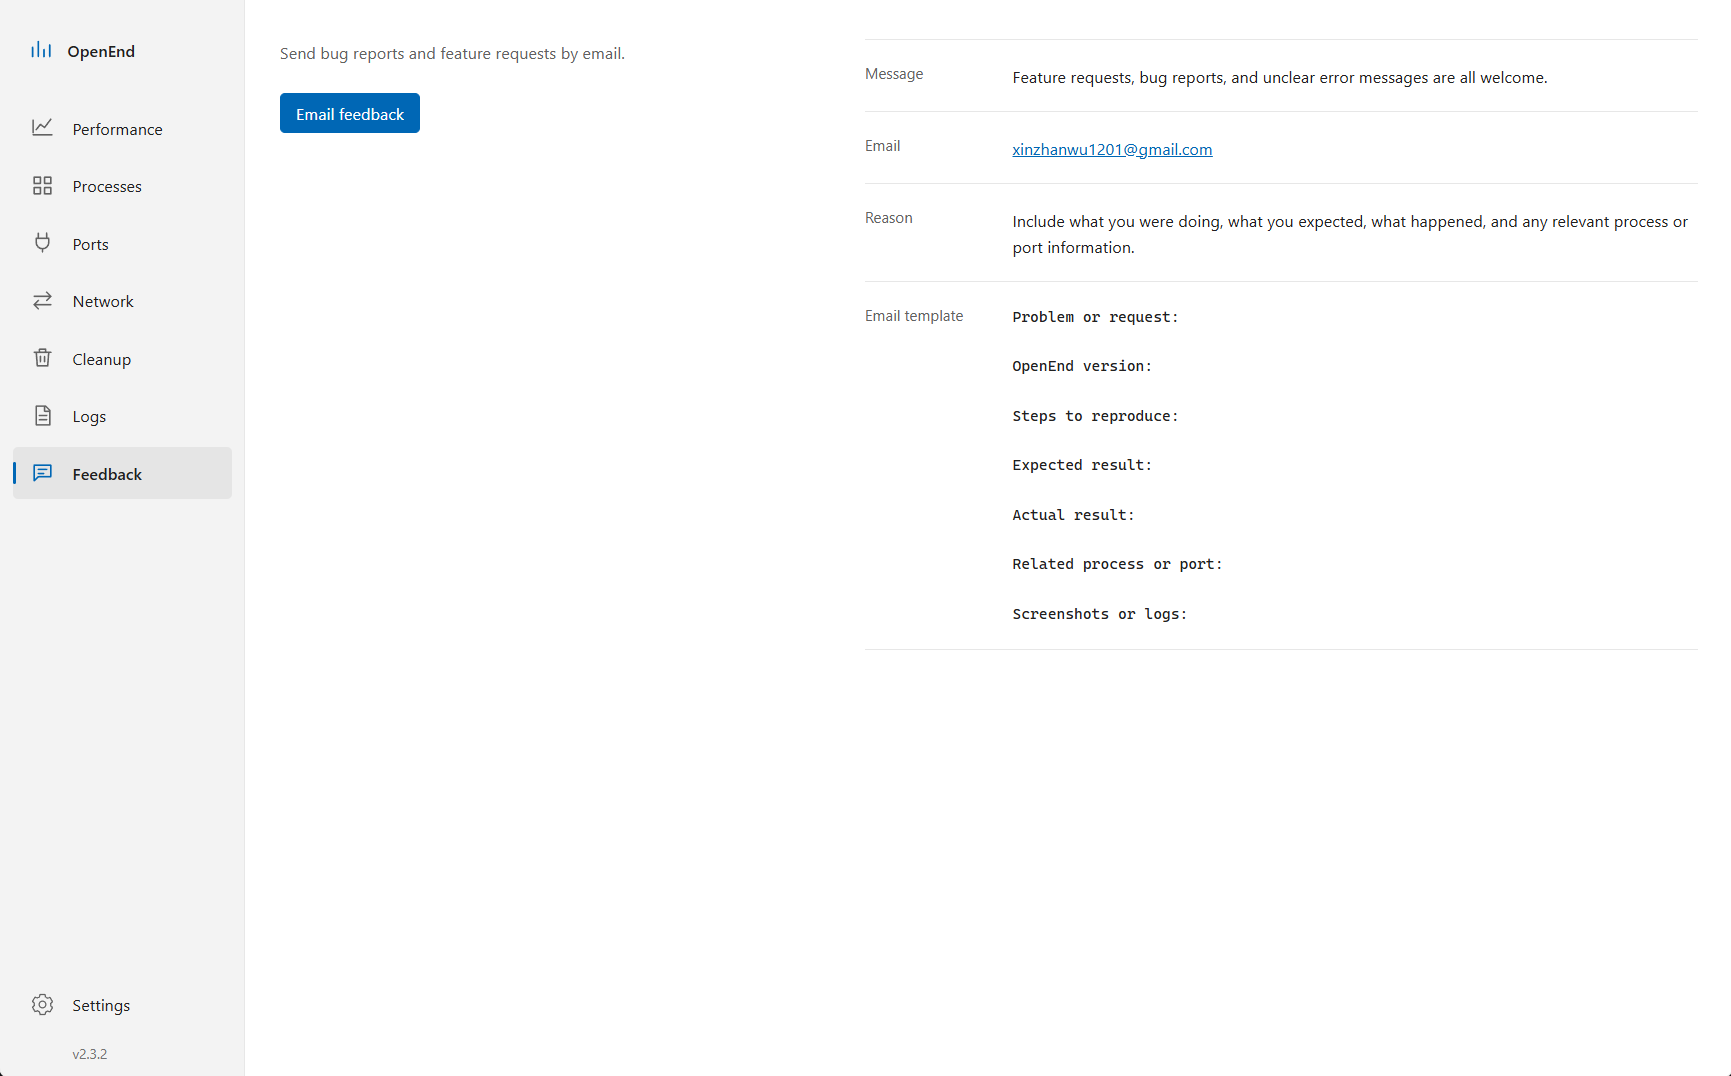 OpenEnd
Performance
Processes
Ports
Network
Cleanup
Logs
Feedback
Settings
v2.3.2
Send bug reports and feature requests by email.
Email feedback
Message
Feature requests, bug reports, and unclear error messages are all welcome.
Email
xinzhanwu1201@gmail.com
Reason
Include what you were doing, what you expected, what happened, and any relevant process or
port information.
Email template
Problem or request:
OpenEnd version:
Steps to reproduce:
Expected result:
Actual result:
Related process or port:
Screenshots or logs: